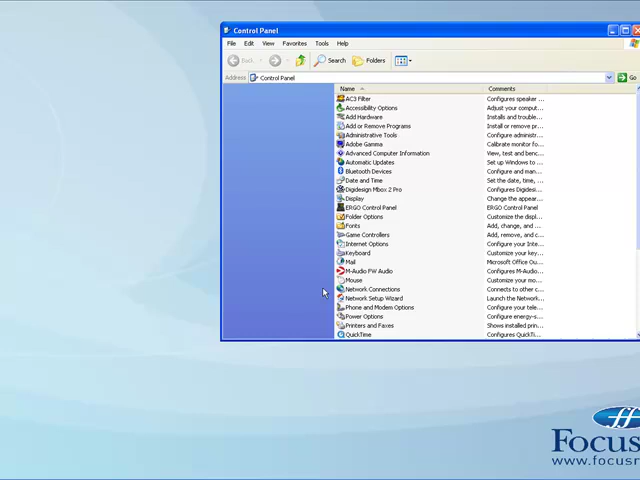 Control Panel
File Edit View Favorites Tools Help
Back Search Folders
Address Control Panel Go
Name Comments
AC3 Filter Configures speaker ...
Accessibility Options Adjust your comput...
Add Hardware Installs and trouble...
Add or Remove Programs Install or remove pr...
Administrative Tools Configure administr...
Adobe Gamma Calibrate monitor fo...
Advanced Computer Information View, test and benc...
Automatic Updates Set up Windows to ...
Bluetooth Devices Configure and man...
Date and Time Set the date, time, ...
Digidesign Mbox 2 Pro Configures Digidesi...
Display Change the appear...
ERGO Control Panel ERGO Control Panel
Folder Options Customize the displ...
Fonts Add, change, and ...
Game Controllers Add, remove, and c...
Internet Options Configure your Inte...
Keyboard Customize your key...
Mail Microsoft Office Ou...
M-Audio FW Audio Configures M-Audio...
Mouse Customize your mo...
Network Connections Connects to other c...
Network Setup Wizard Launch the Network...
Phone and Modem Options Configure your tele...
Power Options Configure energy-s...
Printers and Faxes Shows installed prin...
QuickTime Configures QuickTi...
Focus
www.focus